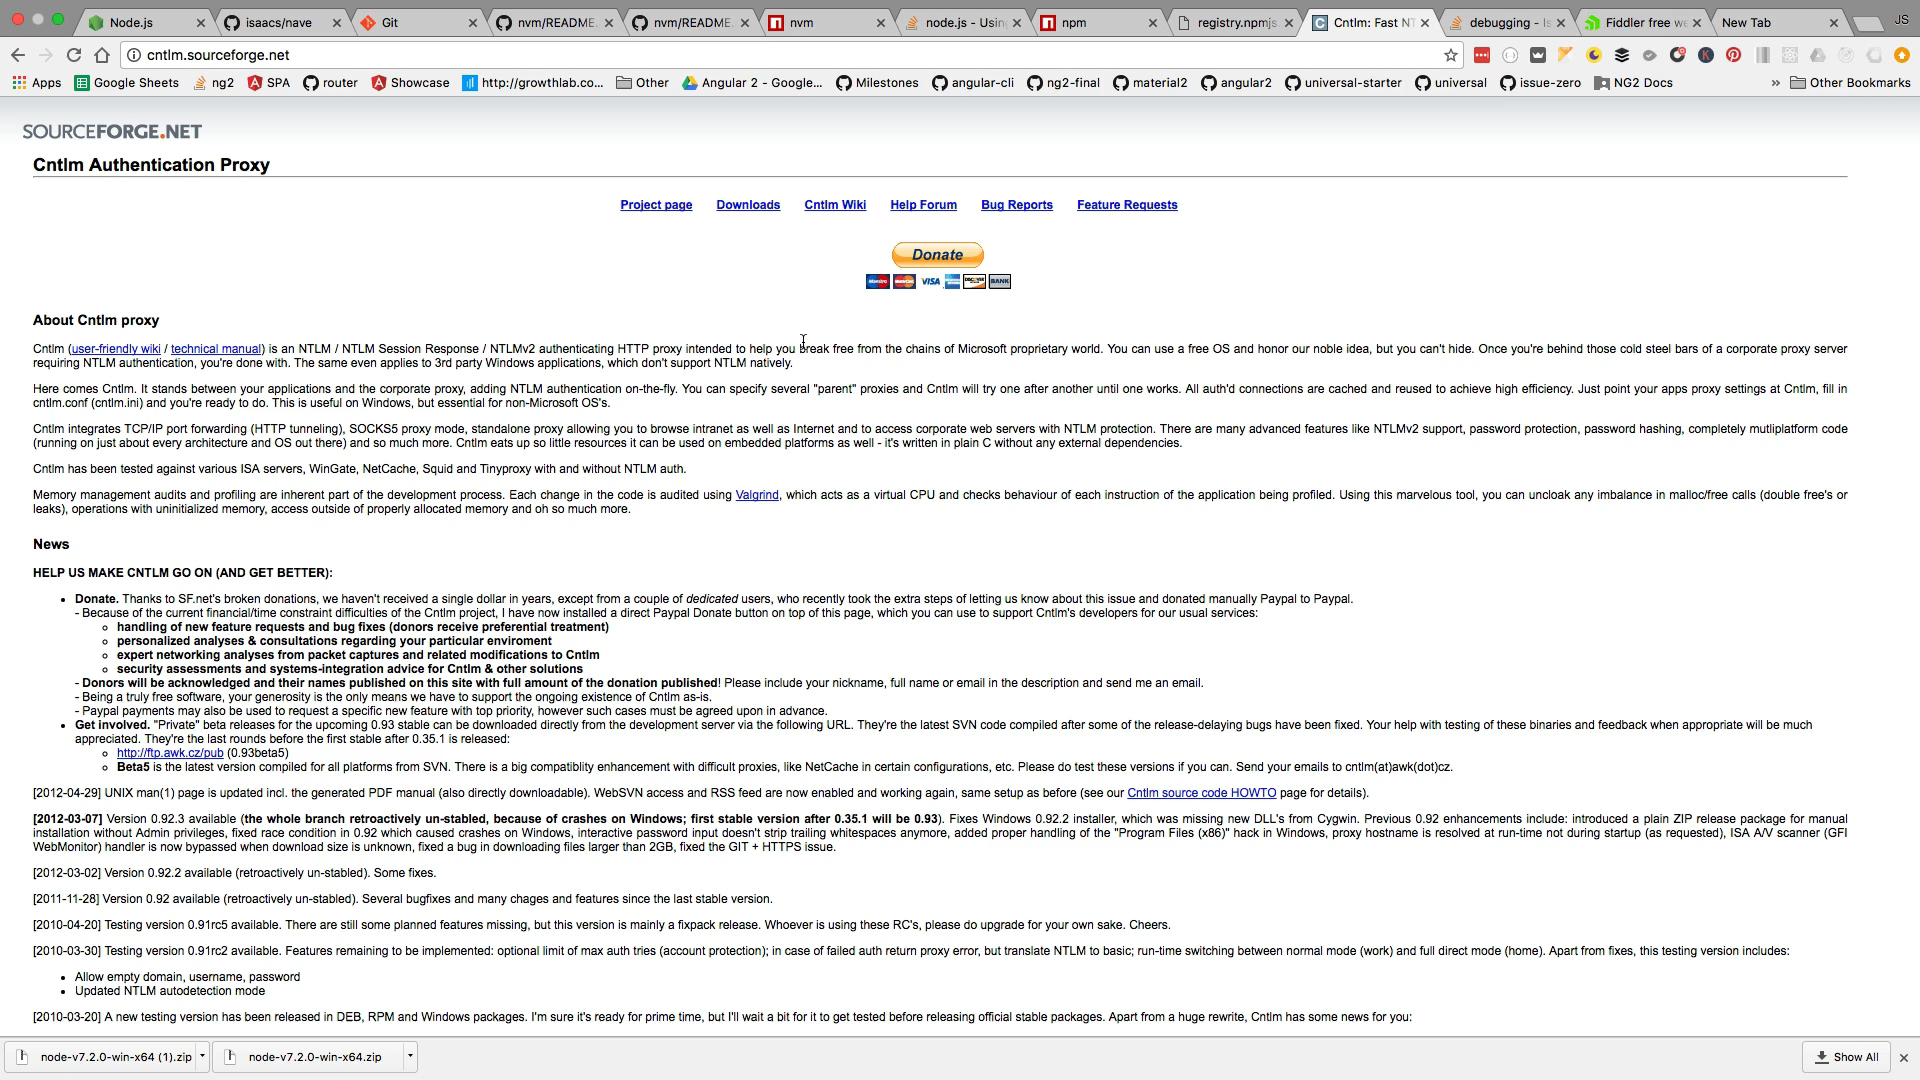 Node.js
isaacs/nave
Git
nvm/README.
nvm/README.
nvm
node.js - Using
npm
registry.npmjs
Cntlm: Fast NT
debugging - Is
Fiddler free we
New Tab
JS
cntlm.sourceforge.net
Apps
Google Sheets
ng2
SPA
router
Showcase
http://growthlab.co...
Other
Angular 2 - Google...
Milestones
angular-cli
ng2-final
material2
angular2
universal-starter
universal
issue-zero
NG2 Docs
»
Other Bookmarks
SOURCEFORGE.NET
Cntlm Authentication Proxy
Project page Downloads Cntlm Wiki Help Forum Bug Reports Feature Requests
Donate
Maestro MasterCard VISA DISCOVER BANK
About Cntlm proxy
Cntlm (user-friendly wiki / technical manual) is an NTLM / NTLM Session Response / NTLMv2 authenticating HTTP proxy intended to help you break free from the chains of Microsoft proprietary world. You can use a free OS and honor our noble idea, but you can't hide. Once you're behind those cold steel bars of a corporate proxy server
requiring NTLM authentication, you're done with. The same even applies to 3rd party Windows applications, which don't support NTLM natively.
Here comes Cntlm. It stands between your applications and the corporate proxy, adding NTLM authentication on-the-fly. You can specify several "parent" proxies and Cntlm will try one after another until one works. All auth'd connections are cached and reused to achieve high efficiency. Just point your apps proxy settings at Cntlm, fill in
cntlm.conf (cntlm.ini) and you're ready to do. This is useful on Windows, but essential for non-Microsoft OS's.
Cntlm integrates TCP/IP port forwarding (HTTP tunneling), SOCKS5 proxy mode, standalone proxy allowing you to browse intranet as well as Internet and to access corporate web servers with NTLM protection. There are many advanced features like NTLMv2 support, password protection, password hashing, completely mutliplatform code
(running on just about every architecture and OS out there) and so much more. Cntlm eats up so little resources it can be used on embedded platforms as well - it's written in plain C without any external dependencies.
Cntlm has been tested against various ISA servers, WinGate, NetCache, Squid and Tinyproxy with and without NTLM auth.
Memory management audits and profiling are inherent part of the development process. Each change in the code is audited using Valgrind, which acts as a virtual CPU and checks behaviour of each instruction of the application being profiled. Using this marvelous tool, you can uncloak any imbalance in malloc/free calls (double free's or
leaks), operations with uninitialized memory, access outside of properly allocated memory and oh so much more.
News
HELP US MAKE CNTLM GO ON (AND GET BETTER):
• Donate. Thanks to SF.net's broken donations, we haven't received a single dollar in years, except from a couple of dedicated users, who recently took the extra steps of letting us know about this issue and donated manually Paypal to Paypal.
- Because of the current financial/time constraint difficulties of the Cntlm project, I have now installed a direct Paypal Donate button on top of this page, which you can use to support Cntlm's developers for our usual services:
◦ handling of new feature requests and bug fixes (donors receive preferential treatment)
◦ personalized analyses & consultations regarding your particular enviroment
◦ expert networking analyses from packet captures and related modifications to Cntlm
◦ security assessments and systems-integration advice for Cntlm & other solutions
- Donors will be acknowledged and their names published on this site with full amount of the donation published! Please include your nickname, full name or email in the description and send me an email.
- Being a truly free software, your generosity is the only means we have to support the ongoing existence of Cntlm as-is.
- Paypal payments may also be used to request a specific new feature with top priority, however such cases must be agreed upon in advance.
• Get involved. "Private" beta releases for the upcoming 0.93 stable can be downloaded directly from the development server via the following URL. They're the latest SVN code compiled after some of the release-delaying bugs have been fixed. Your help with testing of these binaries and feedback when appropriate will be much
appreciated. They're the last rounds before the first stable after 0.35.1 is released:
◦ http://ftp.awk.cz/pub (0.93beta5)
◦ Beta5 is the latest version compiled for all platforms from SVN. There is a big compatiblity enhancement with difficult proxies, like NetCache in certain configurations, etc. Please do test these versions if you can. Send your emails to cntlm(at)awk(dot)cz.
[2012-04-29] UNIX man(1) page is updated incl. the generated PDF manual (also directly downloadable). WebSVN access and RSS feed are now enabled and working again, same setup as before (see our Cntlm source code HOWTO page for details).
[2012-03-07] Version 0.92.3 available (the whole branch retroactively un-stabled, because of crashes on Windows; first stable version after 0.35.1 will be 0.93). Fixes Windows 0.92.2 installer, which was missing new DLL's from Cygwin. Previous 0.92 enhancements include: introduced a plain ZIP release package for manual
installation without Admin privileges, fixed race condition in 0.92 which caused crashes on Windows, interactive password input doesn't strip trailing whitespaces anymore, added proper handling of the "Program Files (x86)" hack in Windows, proxy hostname is resolved at run-time not during startup (as requested), ISA A/V scanner (GFI
WebMonitor) handler is now bypassed when download size is unknown, fixed a bug in downloading files larger than 2GB, fixed the GIT + HTTPS issue.
[2012-03-02] Version 0.92.2 available (retroactively un-stabled). Some fixes.
[2011-11-28] Version 0.92 available (retroactively un-stabled). Several bugfixes and many chages and features since the last stable version.
[2010-04-20] Testing version 0.91rc5 available. There are still some planned features missing, but this version is mainly a fixpack release. Whoever is using these RC's, please do upgrade for your own sake. Cheers.
[2010-03-30] Testing version 0.91rc2 available. Features remaining to be implemented: optional limit of max auth tries (account protection); in case of failed auth return proxy error, but translate NTLM to basic; run-time switching between normal mode (work) and full direct mode (home). Apart from fixes, this testing version includes:
• Allow empty domain, username, password
• Updated NTLM autodetection mode
[2010-03-20] A new testing version has been released in DEB, RPM and Windows packages. I'm sure it's ready for prime time, but I'll wait a bit for it to get tested before releasing official stable packages. Apart from a huge rewrite, Cntlm has some news for you:
node-v7.2.0-win-x64 (1).zip
node-v7.2.0-win-x64.zip
Show All